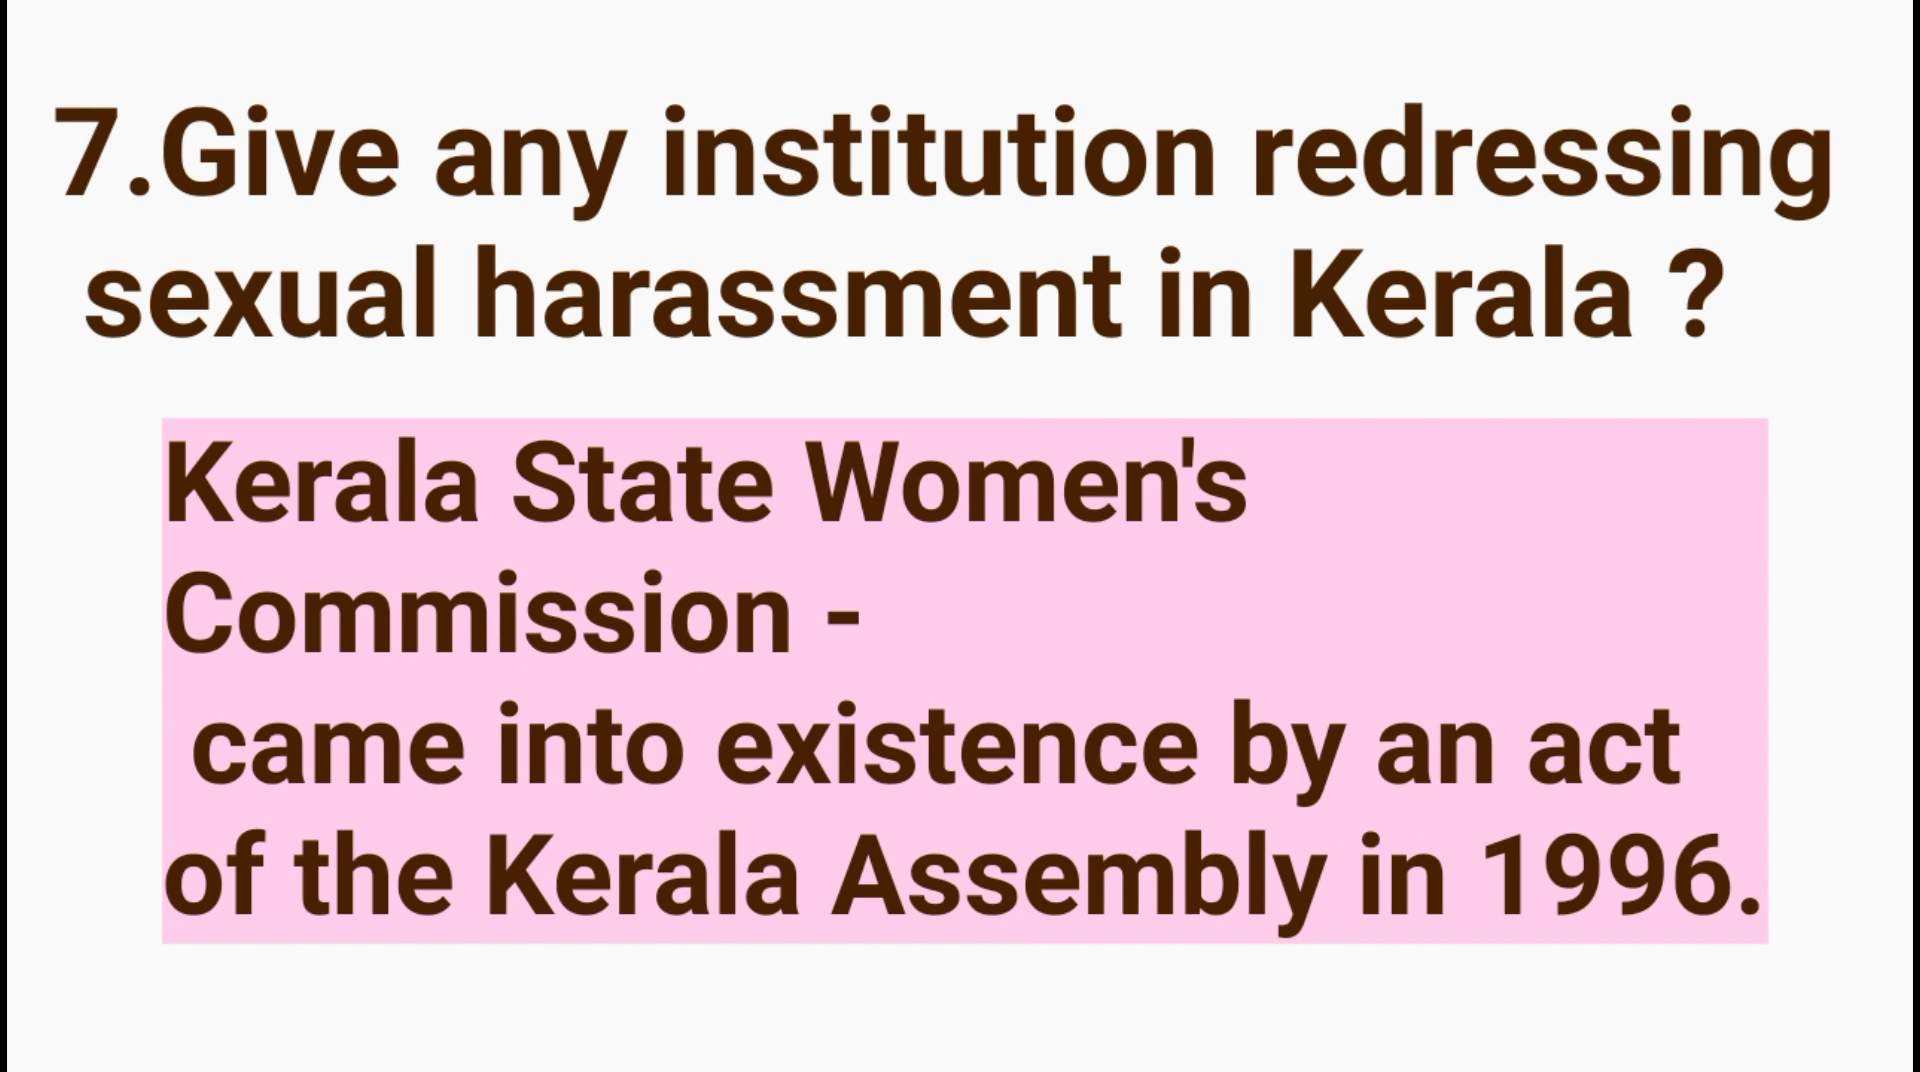 7.Give any institution redressing
sexual harassment in Kerala ?
Kerala State Women's
Commission -
came into existence by an act
of the Kerala Assembly in 1996.